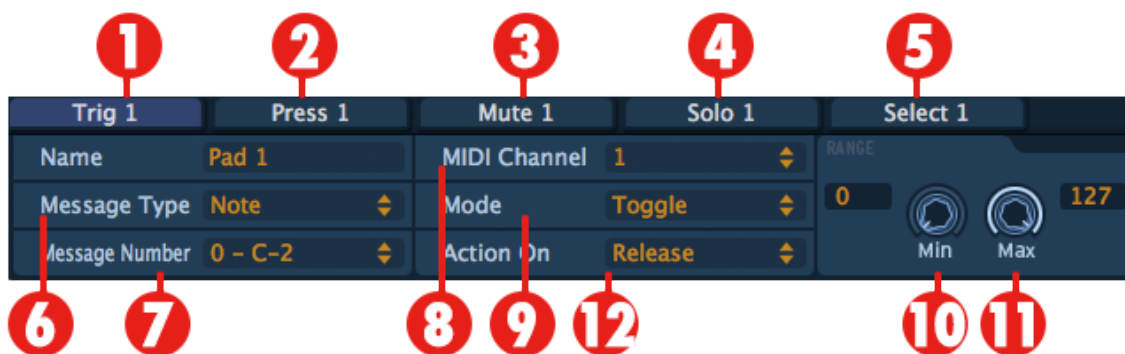 1 2 3 4 5
Trig 1 Press 1 Mute 1 Solo 1 Select 1
Name Pad 1 MIDI Channel 1 RANGE
Message Type Note Mode Toggle 0 127
Message Number 0 – C-2 Action On Release Min Max
6 7 8 9 12 10 11